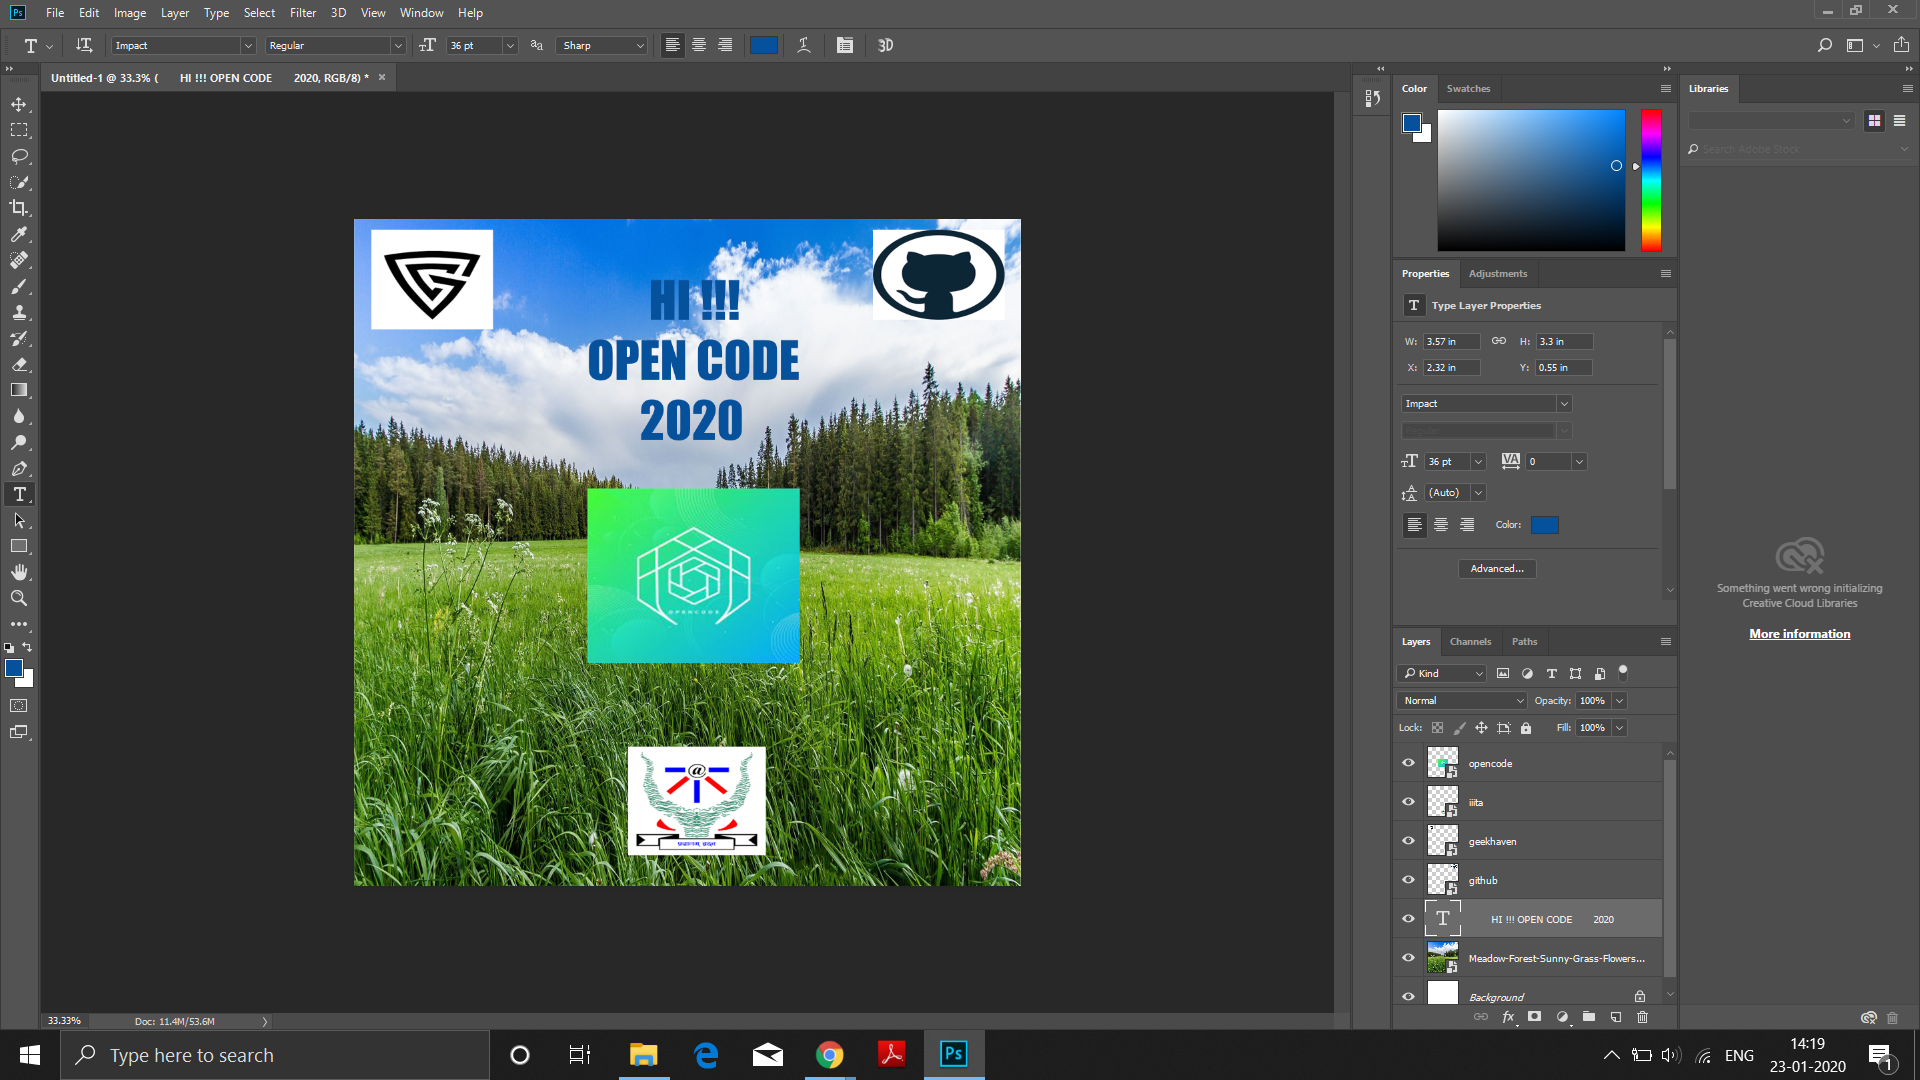 Ps File Edit Image Layer Type Select Filter 3D View Window Help
T Impact Regular 36 pt Sharp 3D
Untitled-1 @ 33.3% ( HI !!! OPEN CODE 2020, RGB/8) *
HI !!!
OPEN CODE
2020
OPENCODE
33.33% Doc: 11.4M/53.6M
Color Swatches
Properties Adjustments
T Type Layer Properties
W: 3.57 in H: 3.3 in
X: 2.32 in Y: 0.55 in
Impact
36 pt VA 0
(Auto)
Color:
Advanced...
Layers Channels Paths
Kind
Normal Opacity: 100%
Lock: Fill: 100%
opencode
iiita
geekhaven
github
HI !!! OPEN CODE 2020
Meadow-Forest-Sunny-Grass-Flowers...
Background
fx
Libraries
Search Adobe Stock
Something went wrong initializing
Creative Cloud Libraries
More information
Type here to search
Ps
ENG
14:19
23-01-2020
1